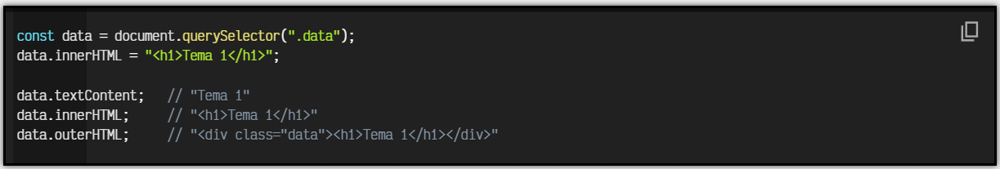 const data = document.querySelector(".data");
data.innerHTML = "<h1>Tema 1</h1>";
data.textContent;   // "Tema 1"
data.innerHTML;     // "<h1>Tema 1</h1>"
data.outerHTML;     // "<div class="data"><h1>Tema 1</h1></div>"